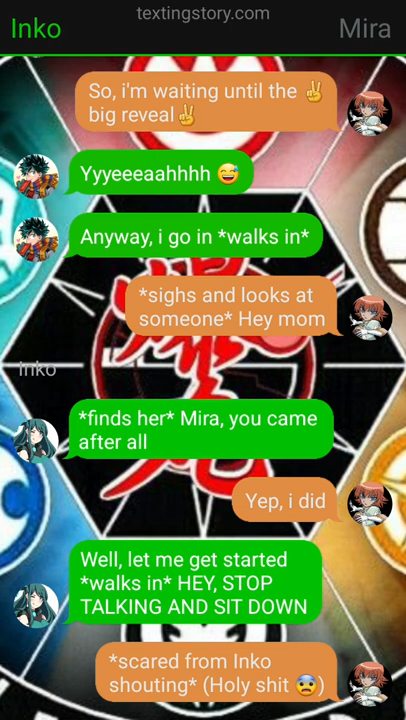 textingstory.com
Inko
Mira
So, i'm waiting until the ✌
big reveal✌
Yyyeeeaahhhh 😅
Anyway, i go in *walks in*
*sighs and looks at
someone* Hey mom
inko
*finds her* Mira, you came
after all
Yep, i did
Well, let me get started
*walks in* HEY, STOP
TALKING AND SIT DOWN
*scared from Inko
shouting* (Holy shit 😨)